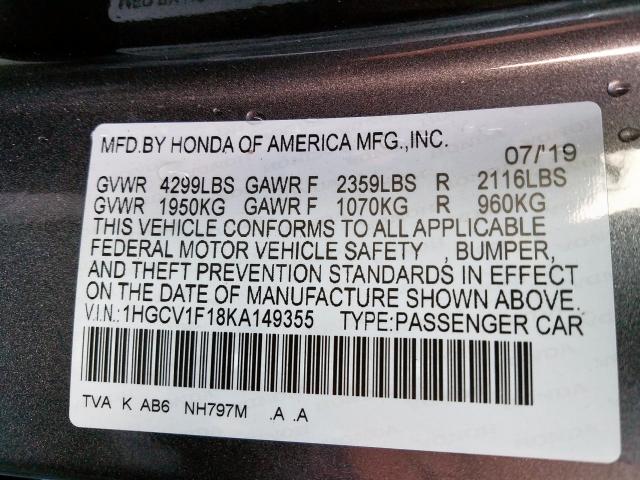 MFD.BY HONDA OF AMERICA MFG.,INC.
07/'19
GVWR 4299LBS GAWR F 2359LBS R 2116LBS
GVWR 1950KG GAWR F 1070KG R 960KG
THIS VEHICLE CONFORMS TO ALL APPLICABLE
FEDERAL MOTOR VEHICLE SAFETY , BUMPER,
AND THEFT PREVENTION STANDARDS IN EFFECT
ON THE DATE OF MANUFACTURE SHOWN ABOVE.
V.I.N.:1HGCV1F18KA149355 TYPE:PASSENGER CAR
TVA K AB6 NH797M .A .A